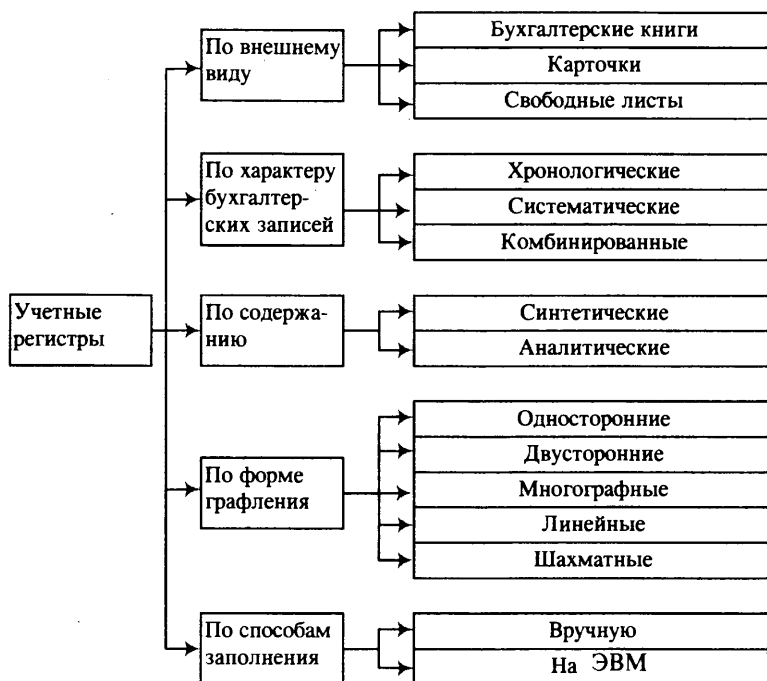 Учетные
регистры
По внешнему
виду
Бухгалтерские книги
Карточки
Свободные листы
По характеру
бухгалтер-
ских записей
Хронологические
Систематические
Комбинированные
По содержа-
нию
Синтетические
Аналитические
По форме
графления
Односторонние
Двусторонние
Многографные
Линейные
Шахматные
По способам
заполнения
Вручную
На ЭВМ